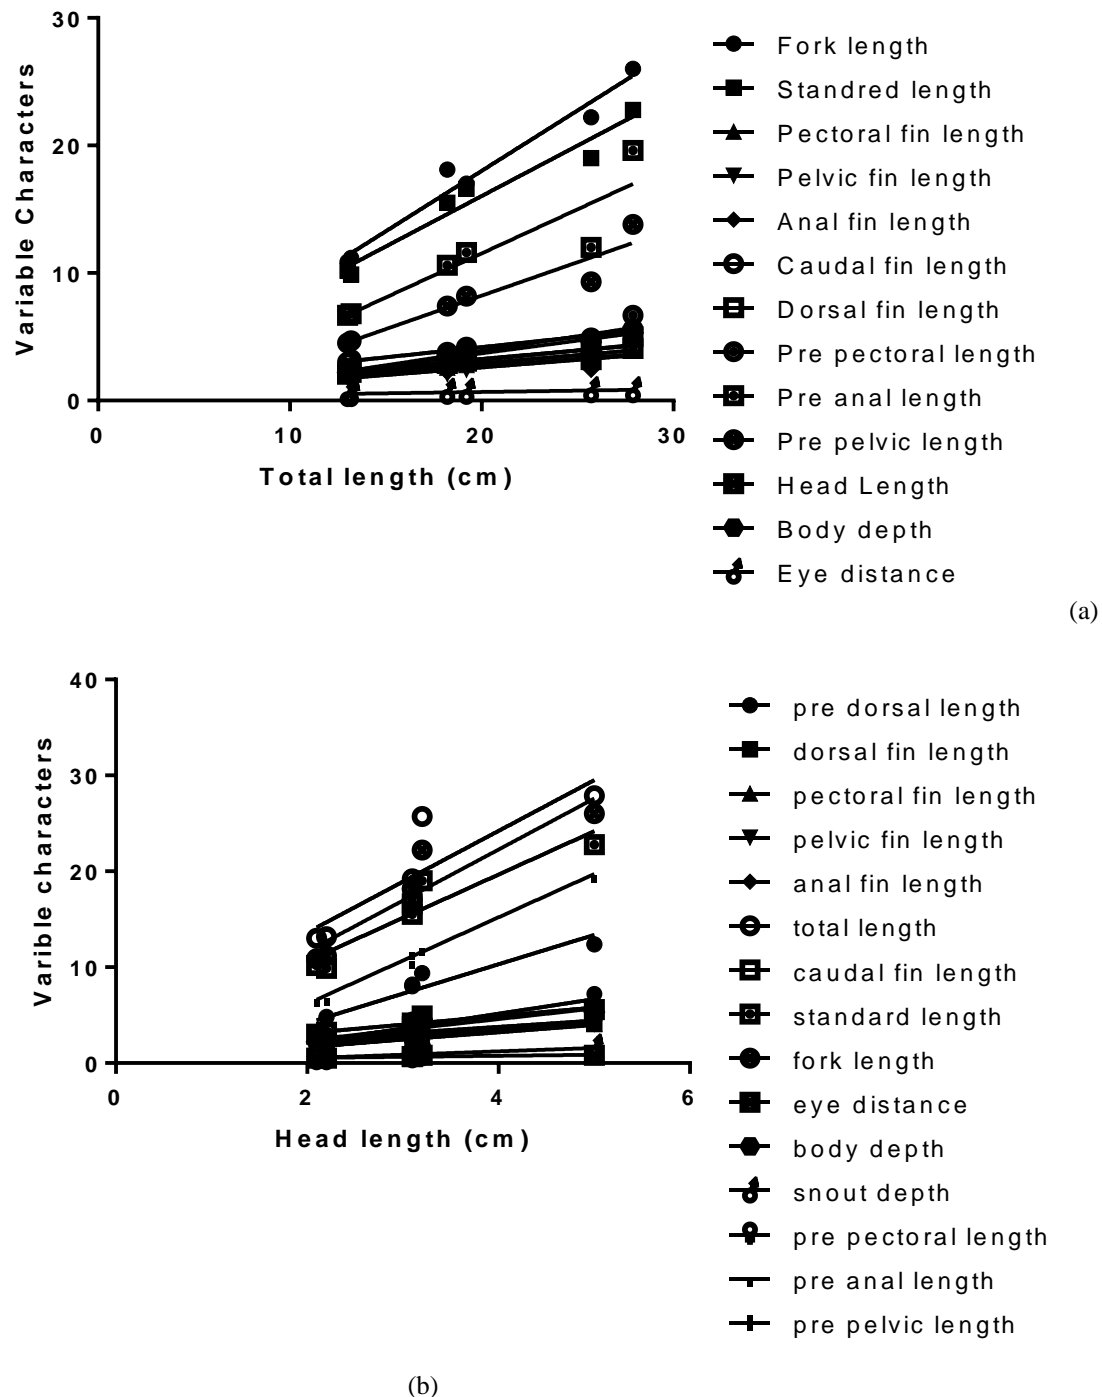 30
20
10
0
Variable Characters
0
10
20
30
Total length (cm)
Fork length
Standred length
Pectoral fin length
Pelvic fin length
Anal fin length
Caudal fin length
Dorsal fin length
Pre pectoral length
Pre anal length
Pre pelvic length
Head Length
Body depth
Eye distance
(a)
40
30
20
10
0
Varible characters
0
2
4
6
Head length (cm)
pre dorsal length
dorsal fin length
pectoral fin length
pelvic fin length
anal fin length
total length
caudal fin length
standard length
fork length
eye distance
body depth
snout depth
pre pectoral length
pre anal length
pre pelvic length
(b)